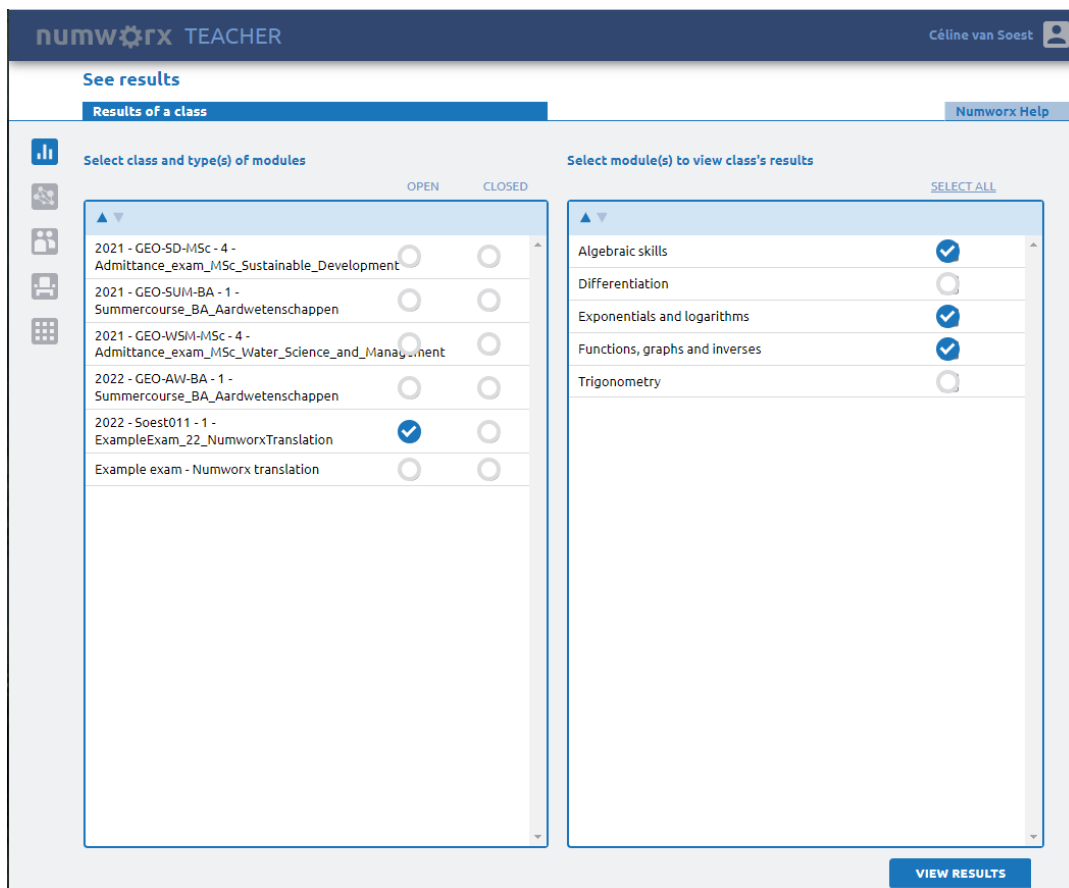 numworx TEACHER
Céline van Soest
See results
Results of a class
Numworx Help
Select class and type(s) of modules
OPEN
CLOSED
2021 - GEO-SD-MSc - 4 -
Admittance_exam_MSc_Sustainable_Development
2021 - GEO-SUM-BA - 1 -
Summercourse_BA_Aardwetenschappen
2021 - GEO-WSM-MSc - 4 -
Admittance_exam_MSc_Water_Science_and_Management
2022 - GEO-AW-BA - 1 -
Summercourse_BA_Aardwetenschappen
2022 - Soest011 - 1 -
ExampleExam_22_NumworxTranslation
Example exam - Numworx translation
Select module(s) to view class's results
SELECT ALL
Algebraic skills
Differentiation
Exponentials and logarithms
Functions, graphs and inverses
Trigonometry
VIEW RESULTS